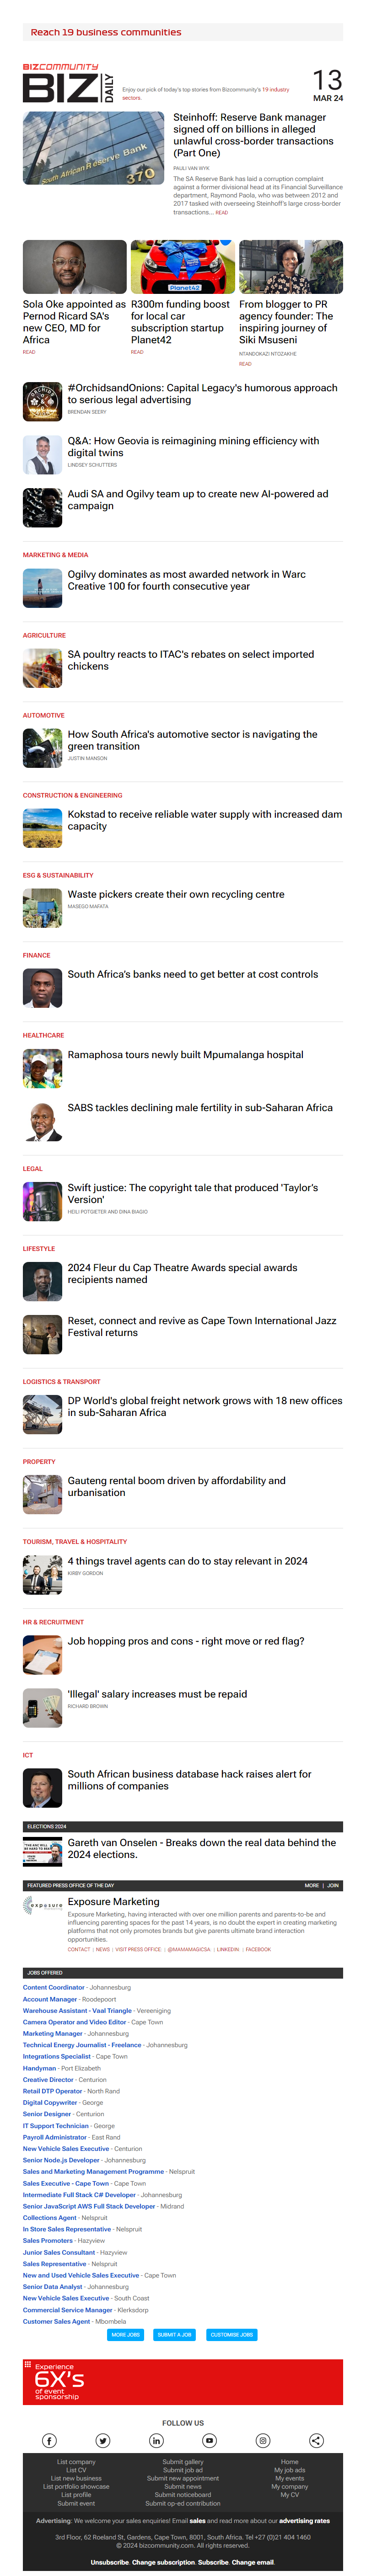 Reach 19 business communities
BIZCOMMUNITY
BIZ DAILY
Enjoy our pick of today's top stories from Bizcommunity's 19 industry
sectors.
13
MAR 24
South African Reserve Bank
370
Steinhoff: Reserve Bank manager
signed off on billions in alleged
unlawful cross-border transactions
(Part One)
PAULI VAN WYK
The SA Reserve Bank has laid a corruption complaint
against a former divisional head at its Financial Surveillance
department, Raymond Paola, who was between 2012 and
2017 tasked with overseeing Steinhoff's large cross-border
transactions... READ
Sola Oke appointed as
Pernod Ricard SA's
new CEO, MD for
Africa
READ
Planet42
R300m funding boost
for local car
subscription startup
Planet42
READ
From blogger to PR
agency founder: The
inspiring journey of
Siki Msuseni
NTANDOKAZI NTOZAKHE
READ
#OrchidsandOnions: Capital Legacy's humorous approach
to serious legal advertising
BRENDAN SEERY
Q&A: How Geovia is reimagining mining efficiency with
digital twins
LINDSEY SCHUTTERS
Audi SA and Ogilvy team up to create new AI-powered ad
campaign
MARKETING & MEDIA
Ogilvy dominates as most awarded network in Warc
Creative 100 for fourth consecutive year
AGRICULTURE
SA poultry reacts to ITAC's rebates on select imported
chickens
AUTOMOTIVE
How South Africa's automotive sector is navigating the
green transition
JUSTIN MANSON
CONSTRUCTION & ENGINEERING
Kokstad to receive reliable water supply with increased dam
capacity
ESG & SUSTAINABILITY
Waste pickers create their own recycling centre
MASEGO MAFATA
FINANCE
South Africa's banks need to get better at cost controls
HEALTHCARE
Ramaphosa tours newly built Mpumalanga hospital
SABS tackles declining male fertility in sub-Saharan Africa
LEGAL
Swift justice: The copyright tale that produced 'Taylor's
Version'
HEILI POTGIETER AND DINA BIAGIO
LIFESTYLE
2024 Fleur du Cap Theatre Awards special awards
recipients named
Reset, connect and revive as Cape Town International Jazz
Festival returns
LOGISTICS & TRANSPORT
DP World's global freight network grows with 18 new offices
in sub-Saharan Africa
PROPERTY
Gauteng rental boom driven by affordability and
urbanisation
TOURISM, TRAVEL & HOSPITALITY
4 things travel agents can do to stay relevant in 2024
KIRBY GORDON
HR & RECRUITMENT
Job hopping pros and cons - right move or red flag?
'Illegal' salary increases must be repaid
RICHARD BROWN
ICT
South African business database hack raises alert for
millions of companies
ELECTIONS 2024
Gareth van Onselen - Breaks down the real data behind the
2024 elections.
FEATURED PRESS OFFICE OF THE DAY MORE | JOIN
exposure
Exposure Marketing
Exposure Marketing, having interacted with over one million parents and parents-to-be and
influencing parenting spaces for the past 14 years, is no doubt the expert in creating marketing
platforms that not only promotes brands but give parents ultimate brand interaction
opportunities.
CONTACT | NEWS | VISIT PRESS OFFICE | @MAMAMAGICSA | LINKEDIN | FACEBOOK
JOBS OFFERED
Content Coordinator - Johannesburg
Account Manager - Roodepoort
Warehouse Assistant - Vaal Triangle - Vereeniging
Camera Operator and Video Editor - Cape Town
Marketing Manager - Johannesburg
Technical Energy Journalist - Freelance - Johannesburg
Integrations Specialist - Cape Town
Handyman - Port Elizabeth
Creative Director - Centurion
Retail DTP Operator - North Rand
Digital Copywriter - George
Senior Designer - Centurion
IT Support Technician - George
Payroll Administrator - East Rand
New Vehicle Sales Executive - Centurion
Senior Node.js Developer - Johannesburg
Sales and Marketing Management Programme - Nelspruit
Sales Executive - Cape Town - Cape Town
Intermediate Full Stack C# Developer - Johannesburg
Senior JavaScript AWS Full Stack Developer - Midrand
Collections Agent - Nelspruit
In Store Sales Representative - Nelspruit
Sales Promoters - Hazyview
Junior Sales Consultant - Hazyview
Sales Representative - Nelspruit
New and Used Vehicle Sales Executive - Cape Town
Senior Data Analyst - Johannesburg
New Vehicle Sales Executive - South Coast
Commercial Service Manager - Klerksdorp
Customer Sales Agent - Mbombela
MORE JOBS SUBMIT A JOB CUSTOMISE JOBS
Experience
6X's
of event
sponsorship
FOLLOW US
List company Submit gallery Home
List CV Submit job ad My job ads
List new business Submit new appointment My events
List portfolio showcase Submit news My company
List profile Submit noticeboard My CV
Submit event Submit op-ed contribution
Advertising: We welcome your sales enquiries! Email sales and read more about our advertising rates
3rd Floor, 62 Roeland St, Gardens, Cape Town, 8001, South Africa. Tel +27 (0)21 404 1460
© 2024 bizcommunity.com. All rights reserved.
Unsubscribe. Change subscription. Subscribe. Change email.